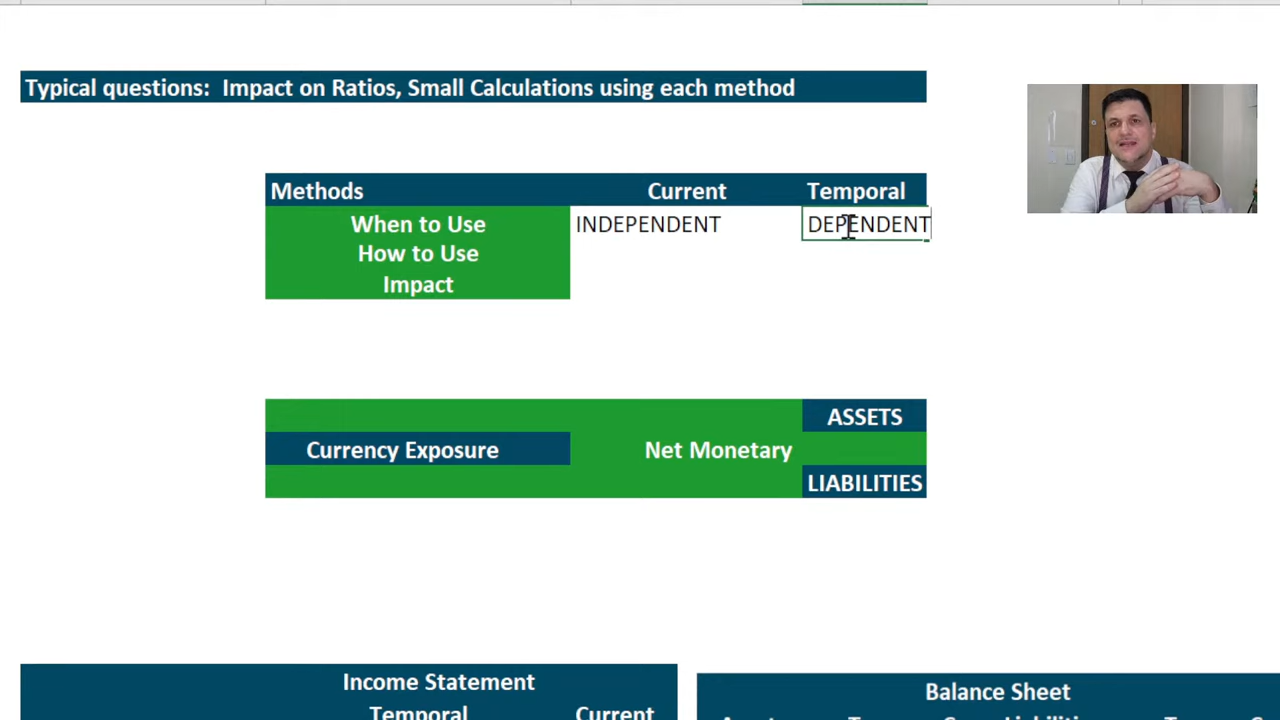 Typical questions:  Impact on Ratios, Small Calculations using each method
Methods Current Temporal
When to Use INDEPENDENT DEPENDENT
How to Use
Impact
ASSETS
Currency Exposure Net Monetary
LIABILITIES
Income Statement
Balance Sheet
Temporal Current